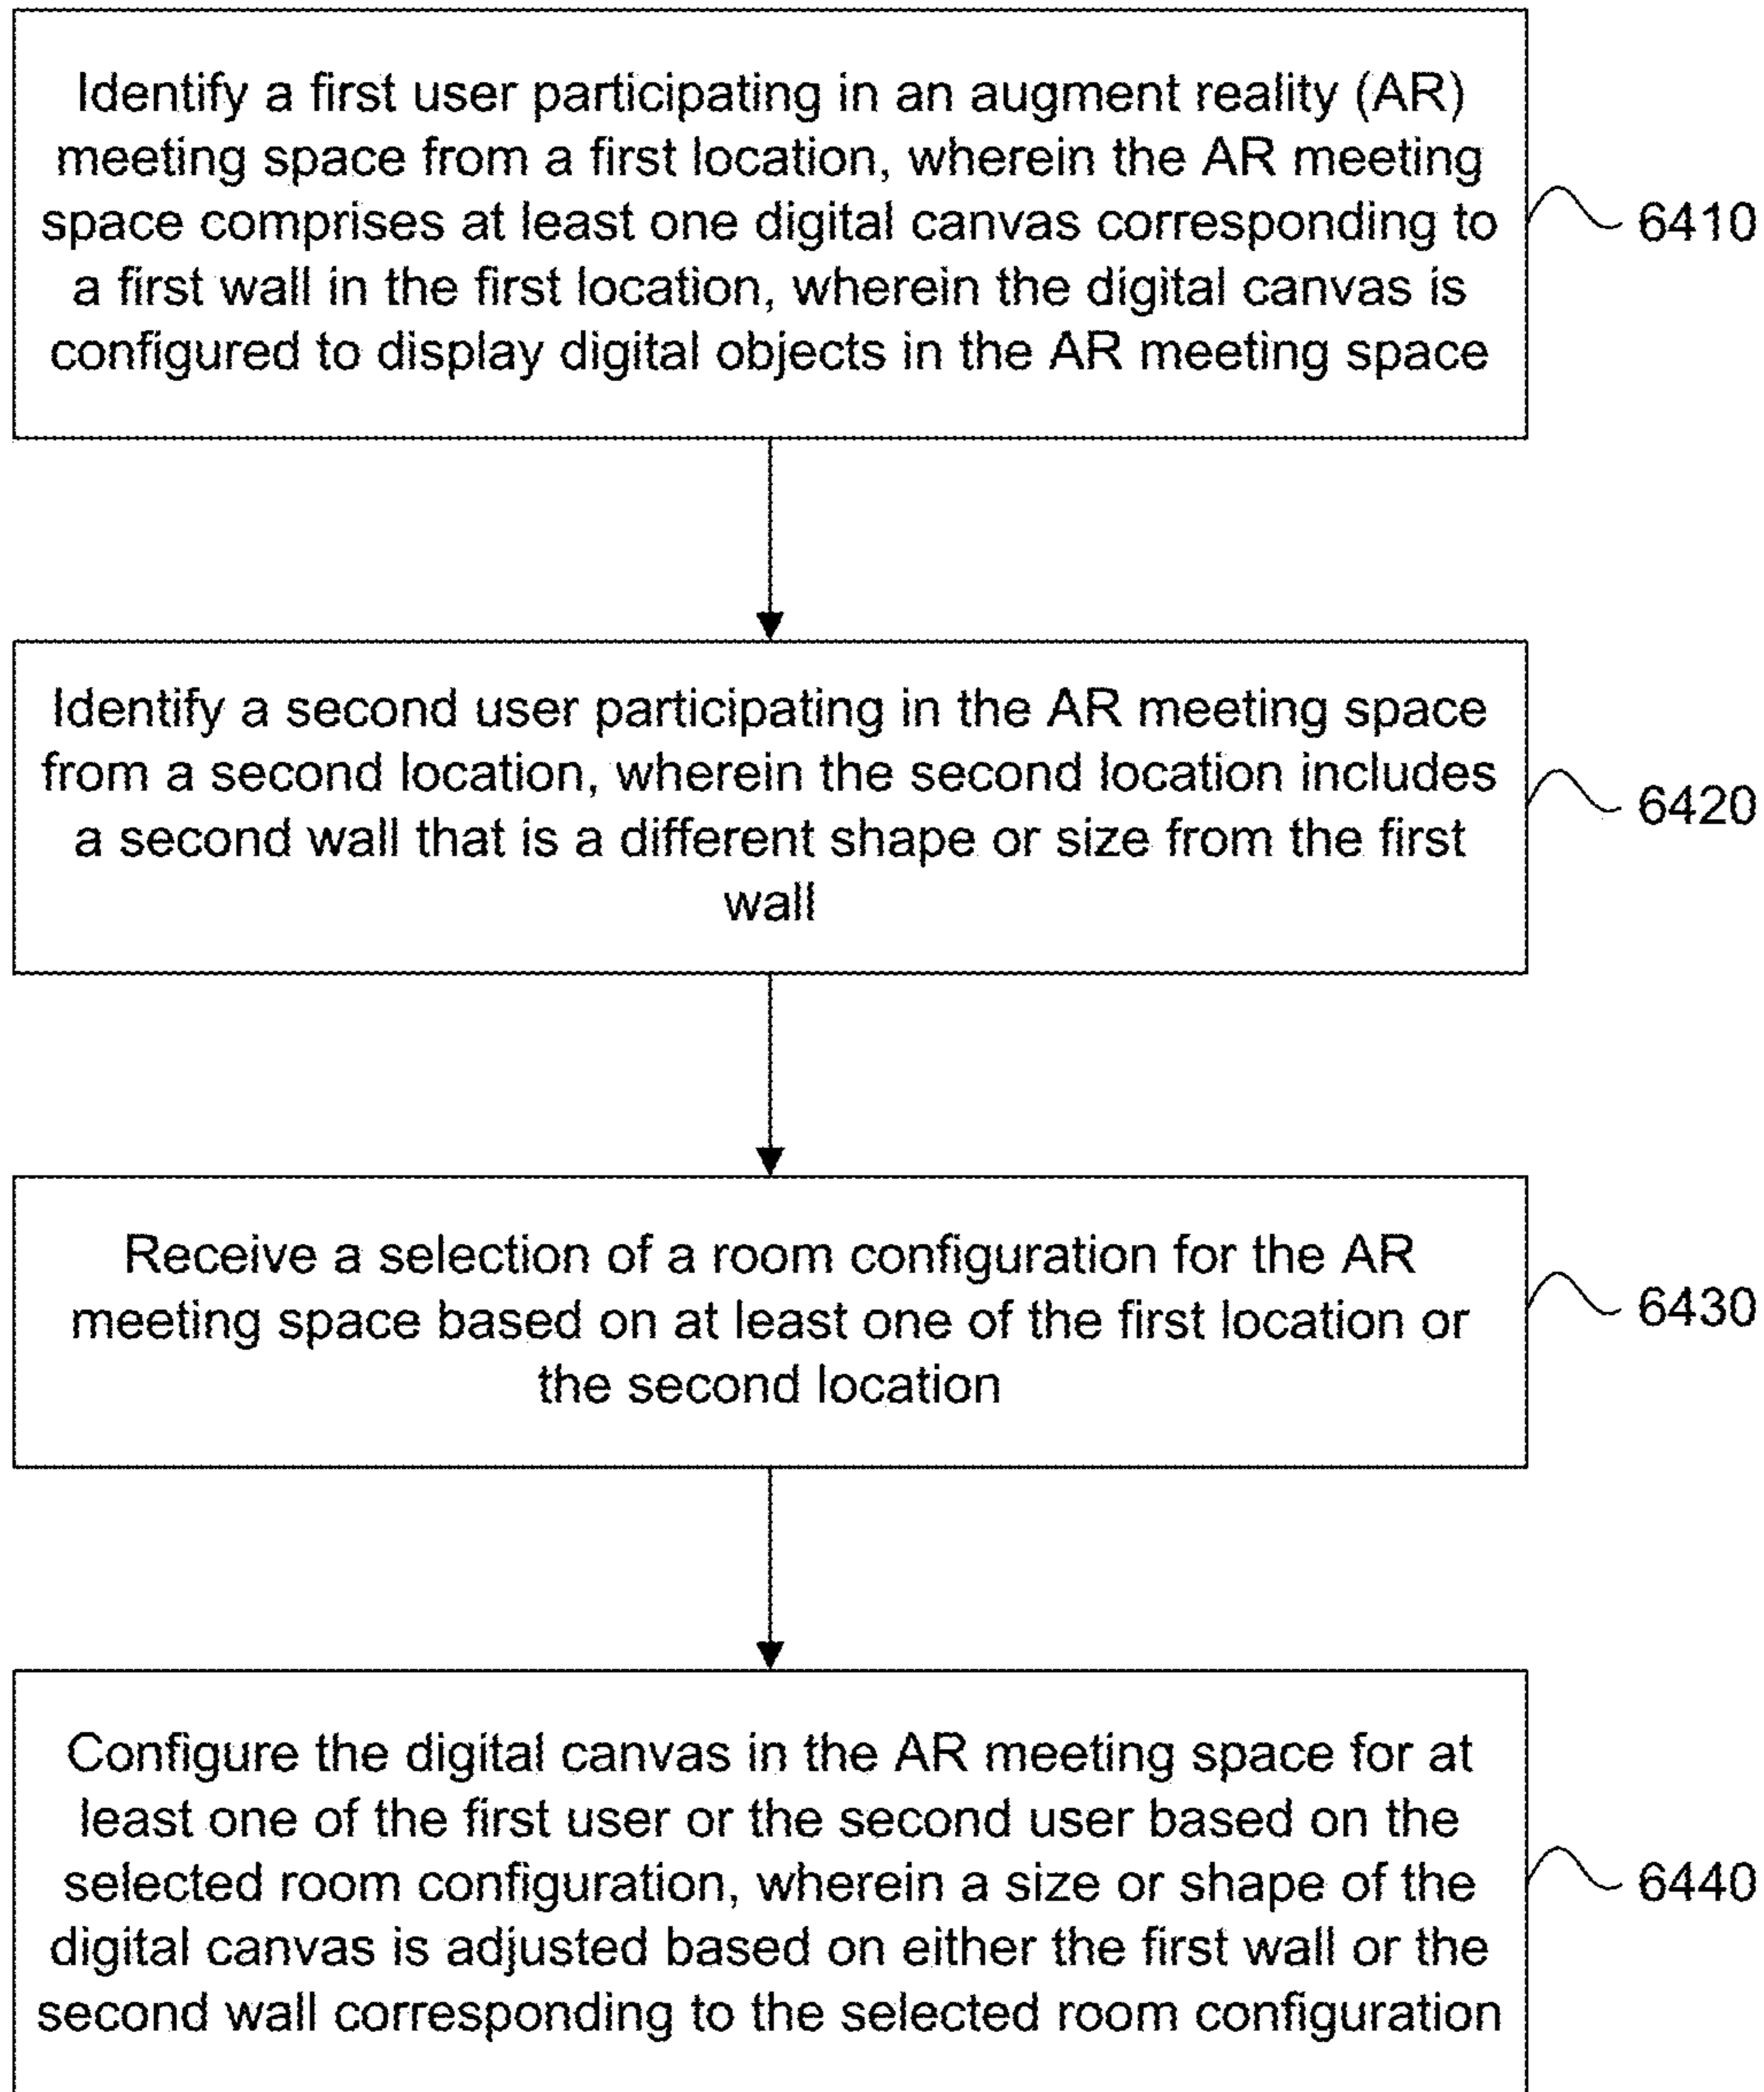 Identify a first user participating in an augment reality (AR)
meeting space from a first location, wherein the AR meeting
space comprises at least one digital canvas corresponding to
a first wall in the first location, wherein the digital canvas is
configured to display digital objects in the AR meeting space
6410
Identify a second user participating in the AR meeting space
from a second location, wherein the second location includes
a second wall that is a different shape or size from the first
wall
6420
Receive a selection of a room configuration for the AR
meeting space based on at least one of the first location or
the second location
6430
Configure the digital canvas in the AR meeting space for at
least one of the first user or the second user based on the
selected room configuration, wherein a size or shape of the
digital canvas is adjusted based on either the first wall or the
second wall corresponding to the selected room configuration
6440